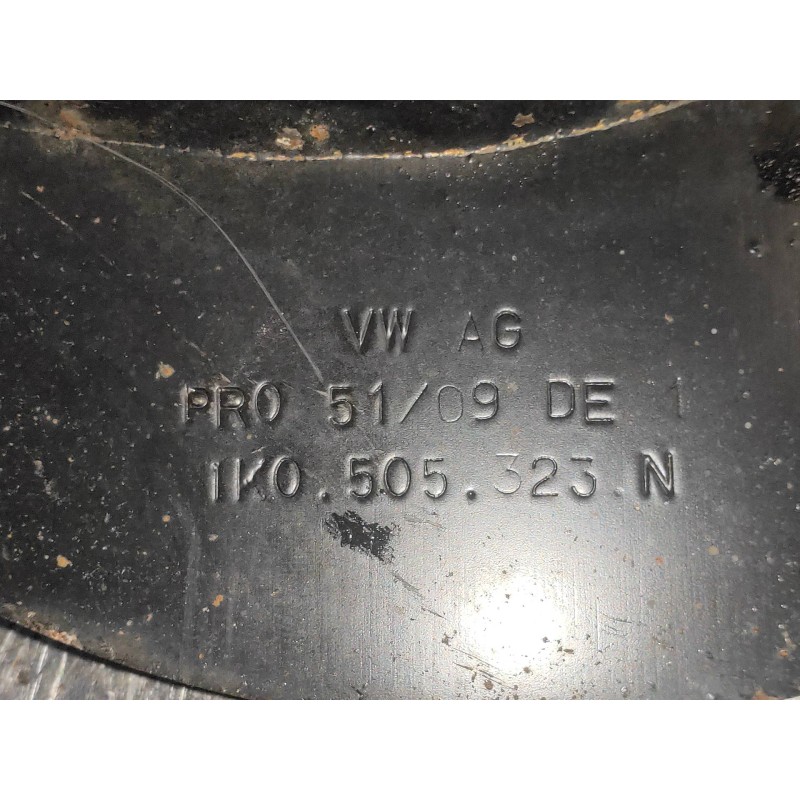 VW AG
PRO 51/09 DE 1
1K0.505.323.N